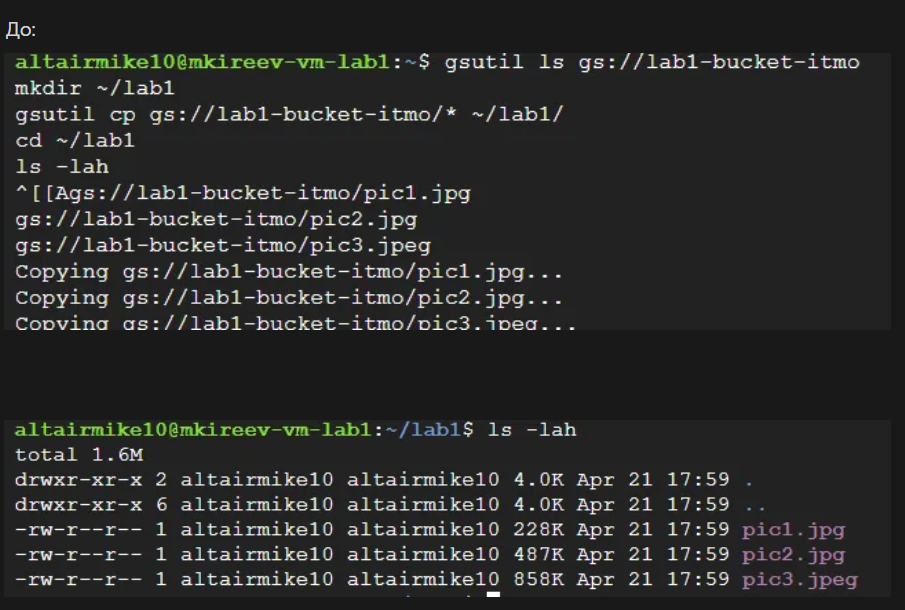 До:
altairmike10@mkireev-vm-lab1:~$ gsutil ls gs://lab1-bucket-itmo
mkdir ~/lab1
gsutil cp gs://lab1-bucket-itmo/* ~/lab1/
cd ~/lab1
ls -lah
^[[Ags://lab1-bucket-itmo/pic1.jpg
gs://lab1-bucket-itmo/pic2.jpg
gs://lab1-bucket-itmo/pic3.jpeg
Copying gs://lab1-bucket-itmo/pic1.jpg...
Copying gs://lab1-bucket-itmo/pic2.jpg...
Copying gs://lab1-bucket-itmo/pic3.jpeg...
altairmike10@mkireev-vm-lab1:~/lab1$ ls -lah
total 1.6M
drwxr-xr-x 2 altairmike10 altairmike10 4.0K Apr 21 17:59 .
drwxr-xr-x 6 altairmike10 altairmike10 4.0K Apr 21 17:59 ..
-rw-r--r-- 1 altairmike10 altairmike10 228K Apr 21 17:59 pic1.jpg
-rw-r--r-- 1 altairmike10 altairmike10 487K Apr 21 17:59 pic2.jpg
-rw-r--r-- 1 altairmike10 altairmike10 858K Apr 21 17:59 pic3.jpeg